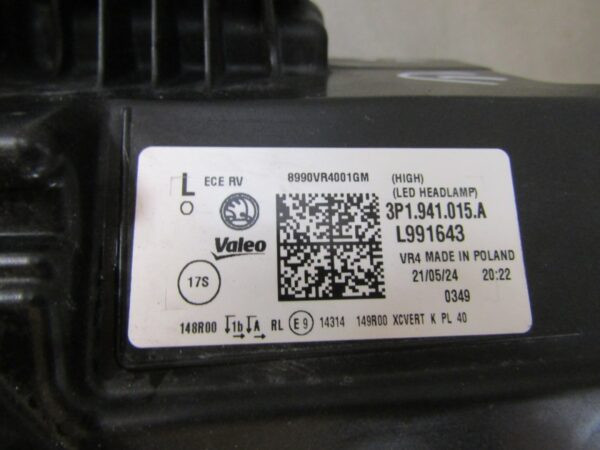 L ECE RV 8990VR4001GM (HIGH)
(LED HEADLAMP)
3P1.941.015.A
Valeo L991643
VR4 MADE IN POLAND
17S 21/05/24 20:22
0349
148R00 1b A RL E9 14314 149R00 XCVERT K PL 40